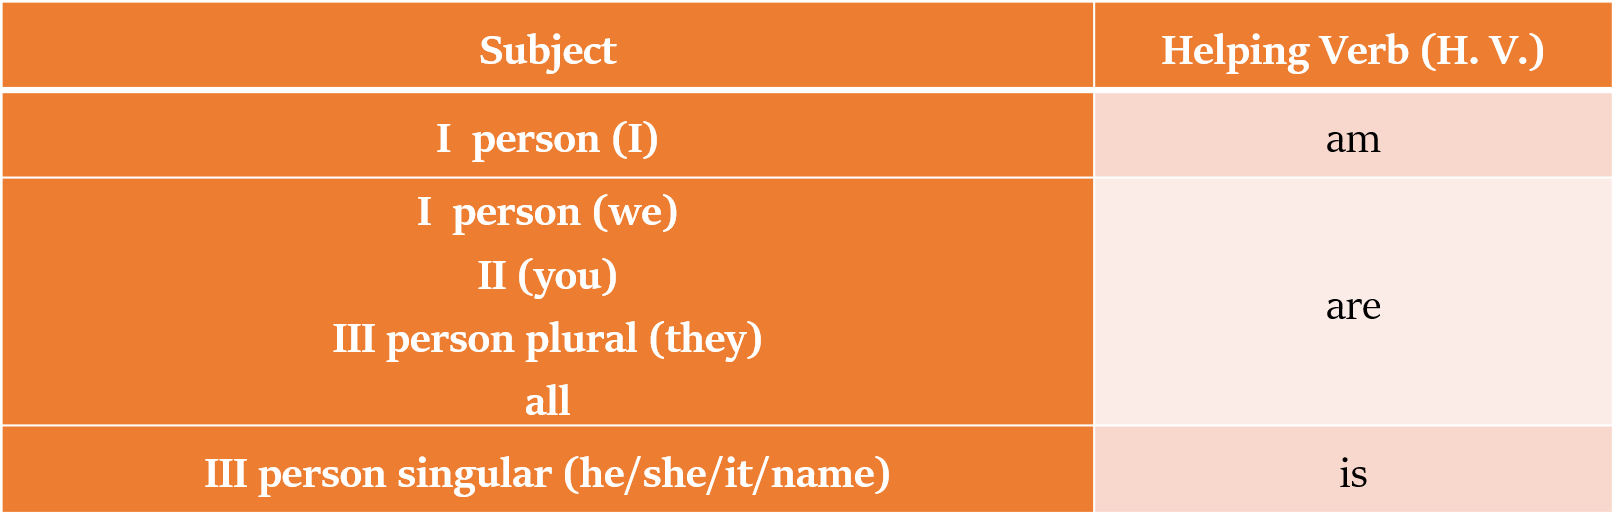 Subject
Helping Verb (H. V.)
I  person (I)
am
I  person (we)
II (you)
III person plural (they)
all
are
III person singular (he/she/it/name)
is